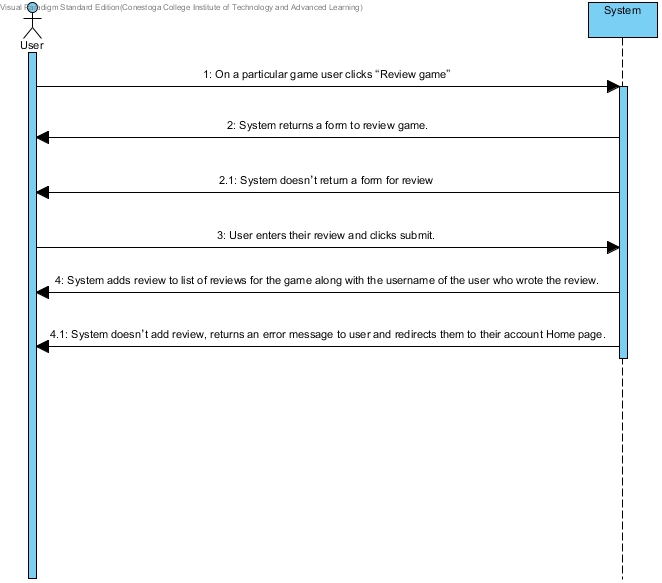 Visual Paradigm Standard Edition(Conestoga College Institute of Technology and Advanced Learning)
System
User
1: On a particular game user clicks “Review game”
2: System returns a form to review game.
2.1: System doesn’t return a form for review
3: User enters their review and clicks submit.
4: System adds review to list of reviews for the game along with the username of the user who wrote the review.
4.1: System doesn’t add review, returns an error message to user and redirects them to their account Home page.